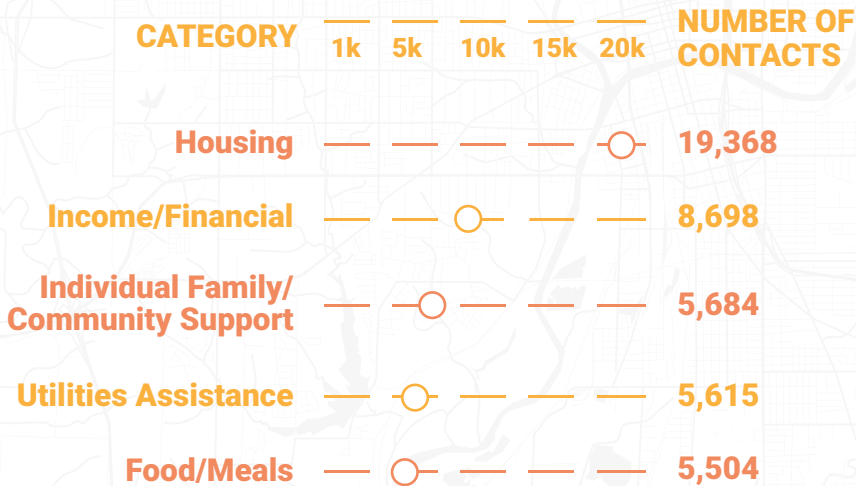 CATEGORY 1k 5k 10k 15k 20k NUMBER OF
CONTACTS
Housing 19,368
Income/Financial 8,698
Individual Family/
Community Support 5,684
Utilities Assistance 5,615
Food/Meals 5,504